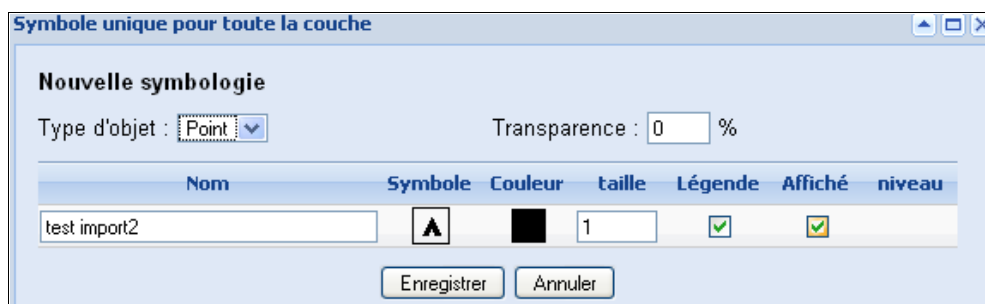 Symbole unique pour toute la couche
Nouvelle symbologie
Type d'objet : Point Transparence : 0 %
Nom Symbole Couleur taille Légende Affiché niveau
test import2 1
Enregistrer Annuler